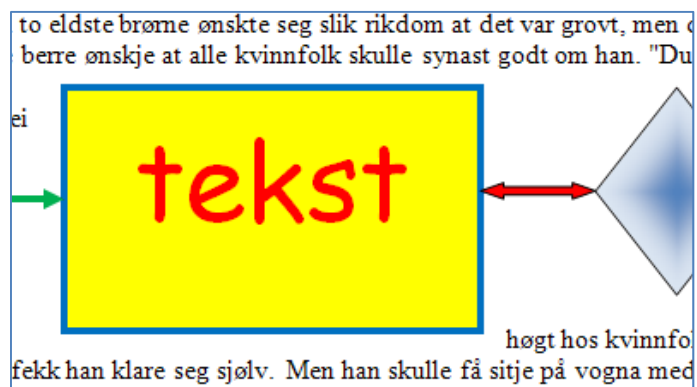 to eldste brørne ønskte seg slik rikdom at det var grovt, men
berre ønskje at alle kvinnfolk skulle synast godt om han. "Du
ei
tekst
høgt hos kvinnfo
fekk han klare seg sjølv. Men han skulle få sitje på vogna med